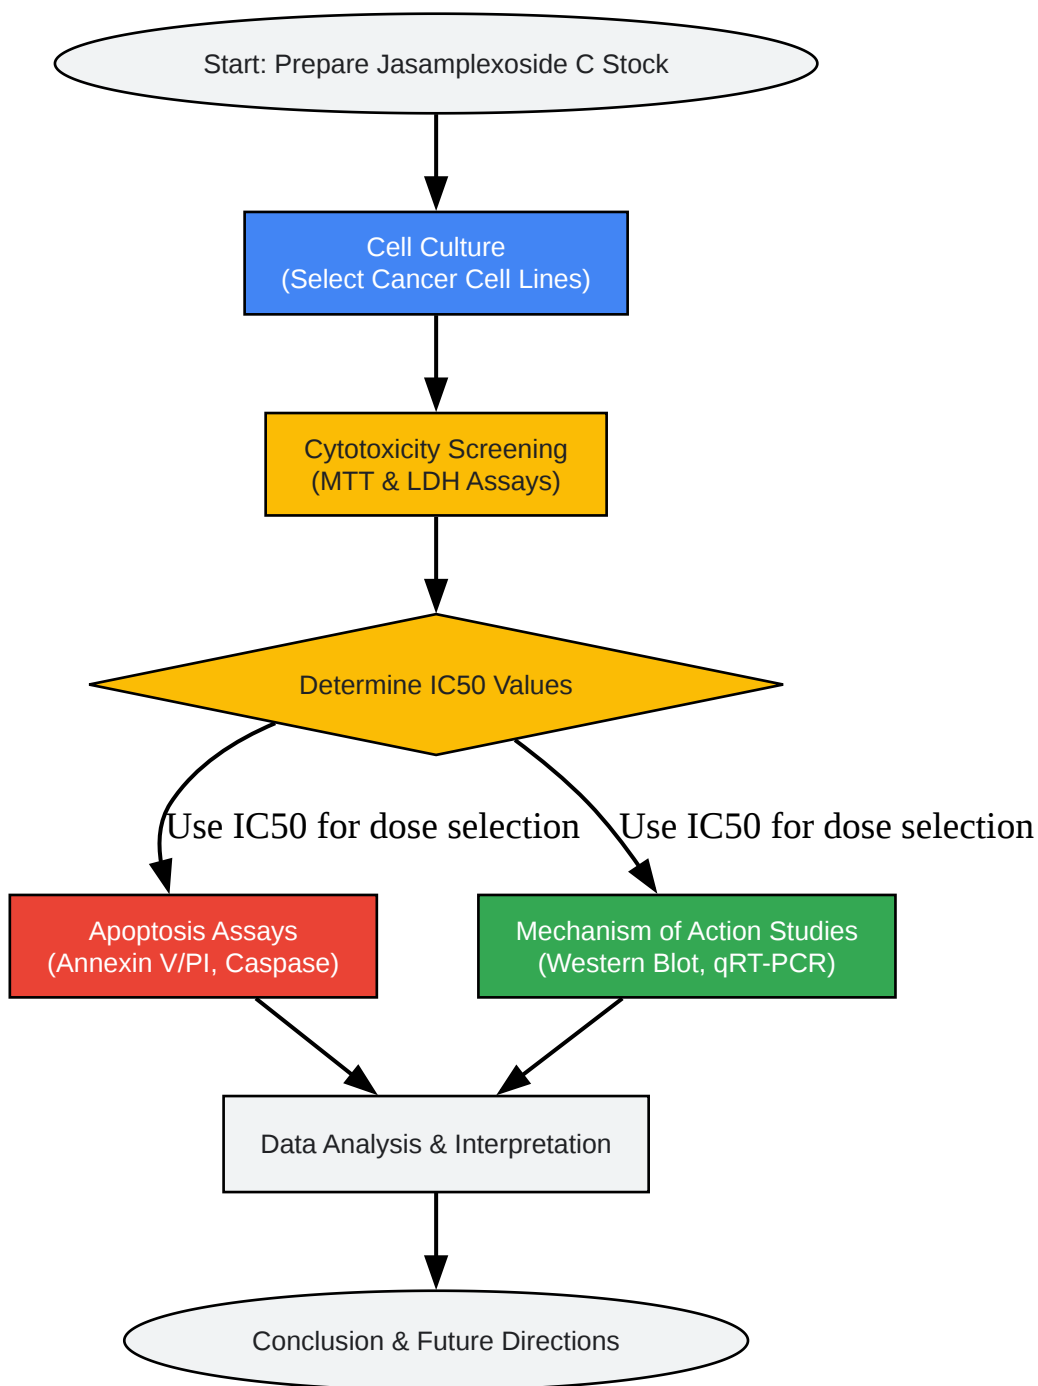 Start: Prepare Jasamplexoside C Stock
Cell Culture
(Select Cancer Cell Lines)
Cytotoxicity Screening
(MTT & LDH Assays)
Determine IC50 Values
Use IC50 for dose selection
Use IC50 for dose selection
Apoptosis Assays
(Annexin V/PI, Caspase)
Mechanism of Action Studies
(Western Blot, qRT-PCR)
Data Analysis & Interpretation
Conclusion & Future Directions